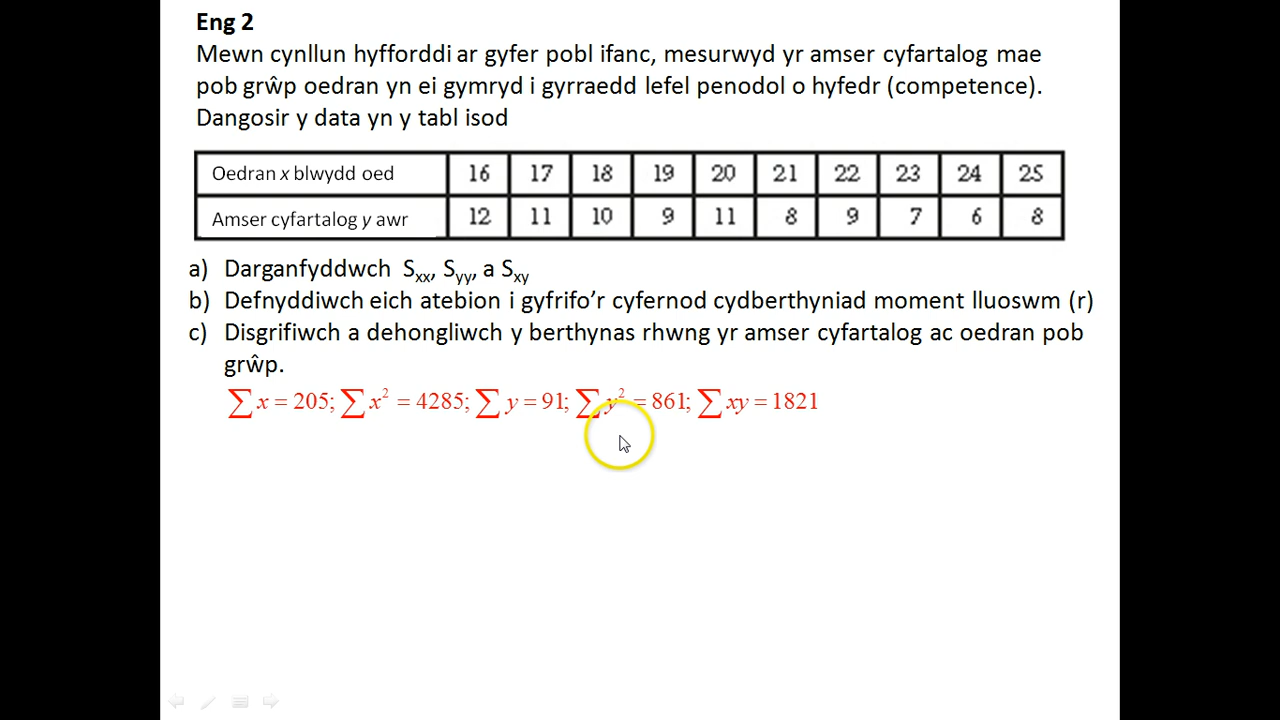 Eng 2
Mewn cynllun hyfforddi ar gyfer pobl ifanc, mesurwyd yr amser cyfartalog mae
pob grŵp oedran yn ei gymryd i gyrraedd lefel penodol o hyfedr (competence).
Dangosir y data yn y tabl isod
Oedran x blwydd oed 16 17 18 19 20 21 22 23 24 25
Amser cyfartalog y awr 12 11 10 9 11 8 9 7 6 8
a) Darganfyddwch Sxx, Syy, a Sxy
b) Defnyddiwch eich atebion i gyfrifo’r cyfernod cydberthyniad moment lluoswm (r)
c) Disgrifiwch a dehongliwch y berthynas rhwng yr amser cyfartalog ac oedran pob
grŵp.
∑x = 205; ∑x² = 4285; ∑y = 91; ∑y² = 861; ∑xy = 1821